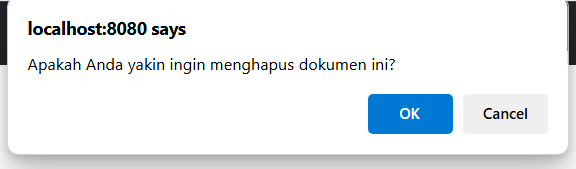 localhost:8080 says
Apakah Anda yakin ingin menghapus dokumen ini?
OK
Cancel